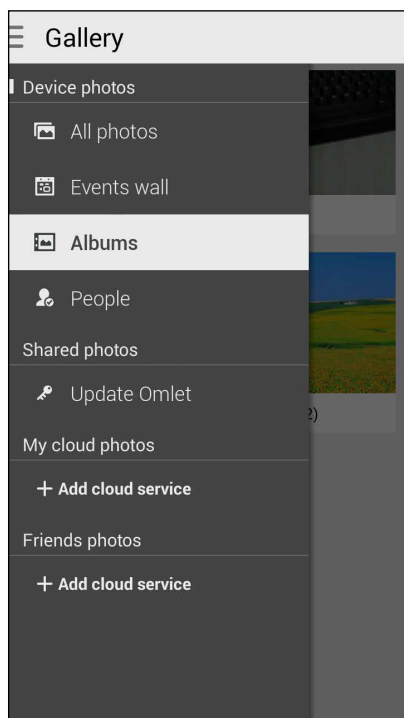 Gallery
Device photos
All photos
Events wall
Albums
People
Shared photos
Update Omlet
My cloud photos
+ Add cloud service
Friends photos
+ Add cloud service
2)